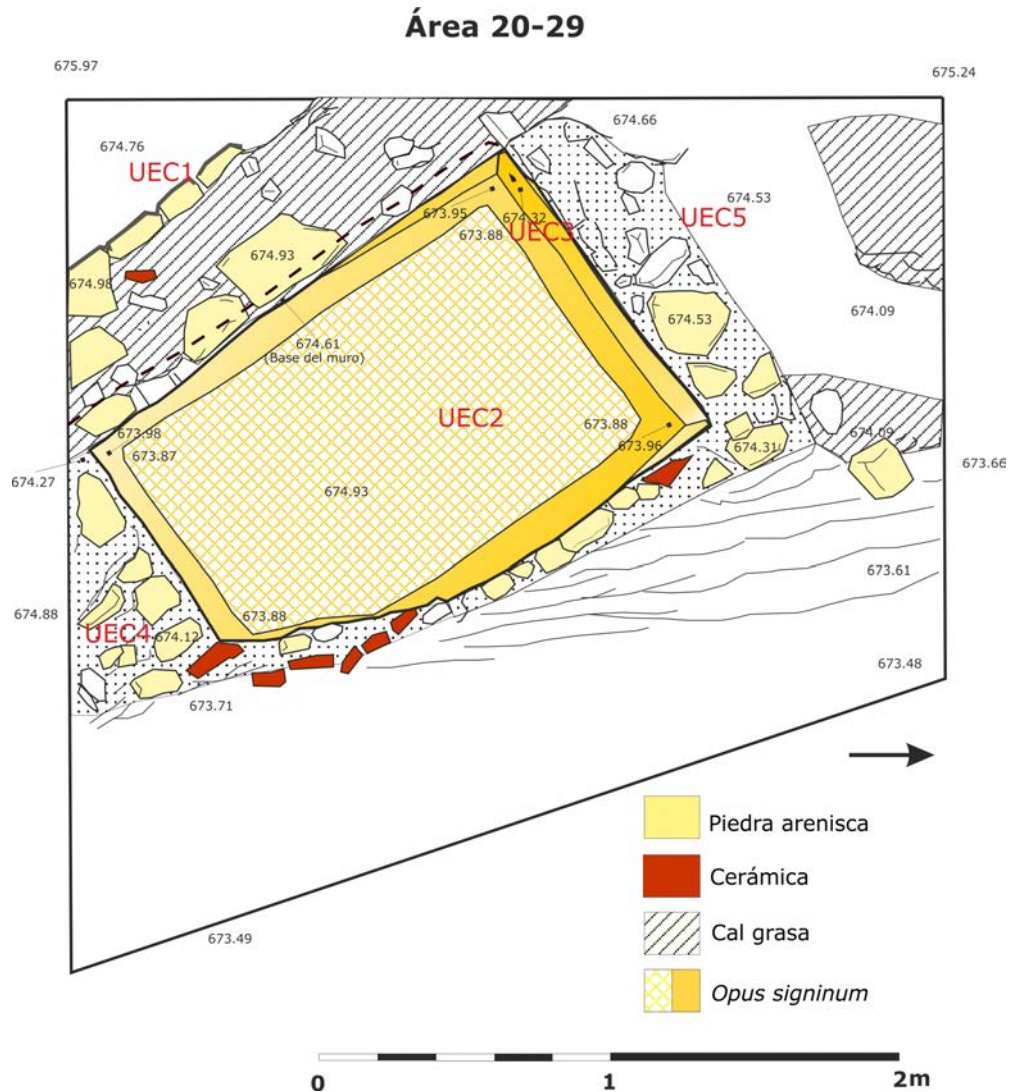 Área 20-29
675.97
675.24
674.76
674.66
UEC1
674.53
673.95
674.32
UEC5
673.88
UEC3
674.93
674.98
674.53
674.09
674.61
(Base del muro)
UEC2
673.88
673.98
673.96
674.09
673.87
674.31
673.66
674.27
674.93
673.61
674.88
673.88
UEC4
674.12
673.48
673.71
Piedra arenisca
Cerámica
673.49
Cal grasa
Opus signinum
0
1
2m